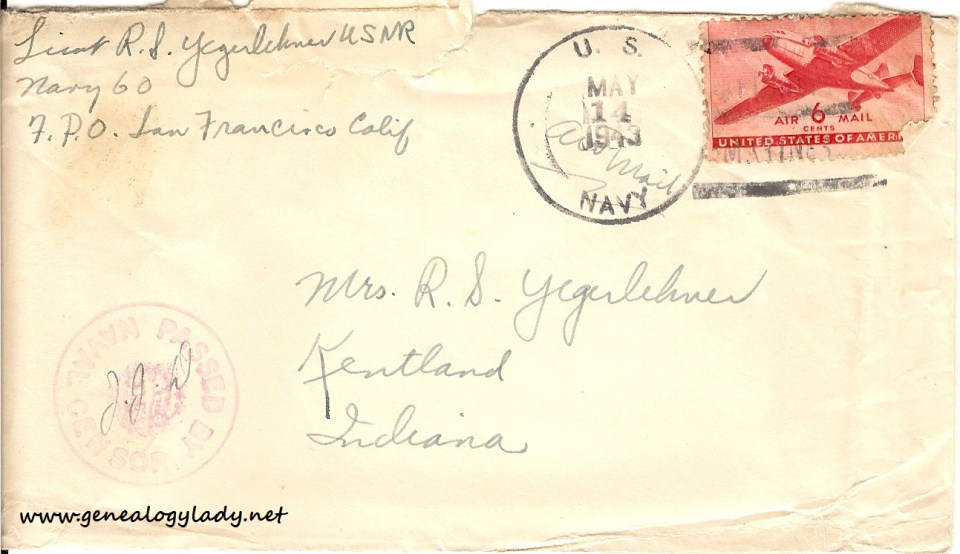 Lieut R. S. Yegerlehner USNR
Navy 60
F.P.O. San Francisco Calif
U. S.
MAY
14
1943
NAVY
Air Mail
AIR 6 MAIL
CENTS
UNITED STATES OF AMERI
Mrs. R. S. Yegerlehner
Kentland
Indiana
PASSED BY
NAVAL CENSOR
www.genealogylady.net